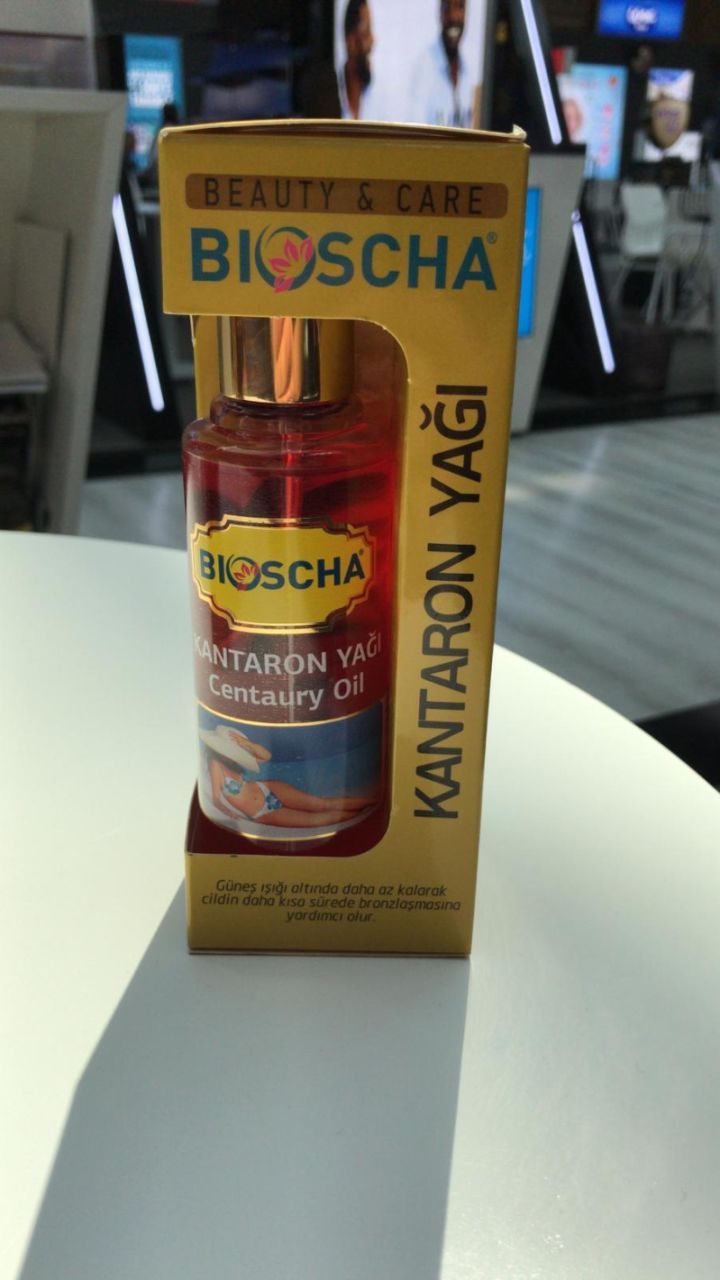 BEAUTY & CARE
BIOSCHA®
KANTARON YAĞI
BIOSCHA®
KANTARON YAĞI
Centaury Oil
Güneş ışığı altında daha az kalarak
cildin daha kısa sürede bronzlaşmasına
yardımcı olur.